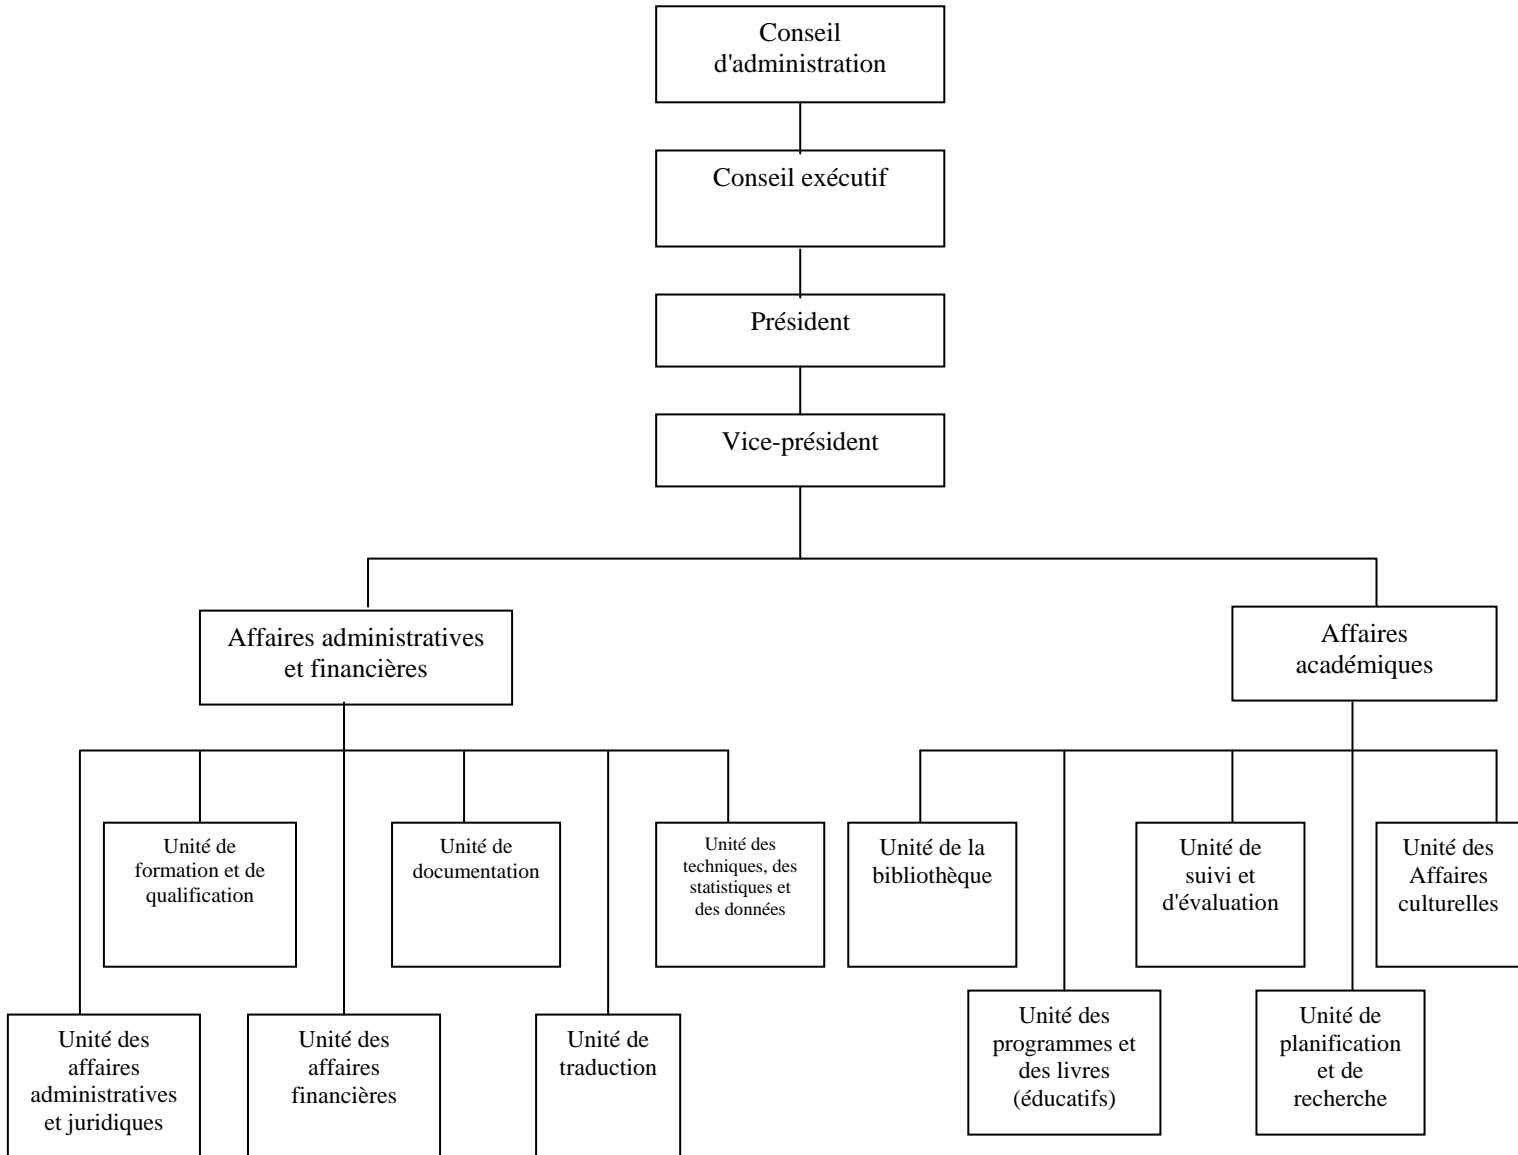 Conseil
d'administration
Conseil exécutif
Président
Vice-président
Affaires administratives
et financières
Affaires
académiques
Unité de
formation et de
qualification
Unité de
documentation
Unité des
techniques, des
statistiques et
des données
Unité de la
bibliothèque
Unité de
suivi et
d'évaluation
Unité des
Affaires
culturelles
Unité des
affaires
administratives
et juridiques
Unité des
affaires
financières
Unité de
traduction
Unité des
programmes et
des livres
(éducatifs)
Unité de
planification
et de
recherche